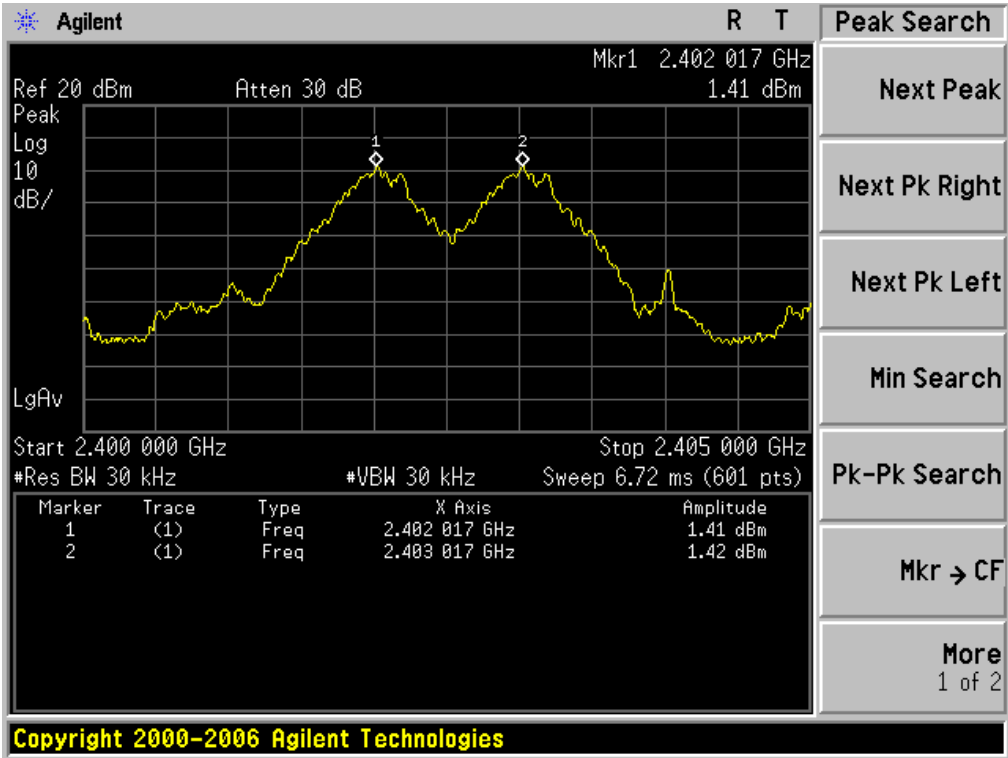 Agilent R T Peak Search
Mkr1 2.402 017 GHz
Ref 20 dBm Atten 30 dB 1.41 dBm
Peak
Log
10
dB/
1 2
LgAv
Start 2.400 000 GHz Stop 2.405 000 GHz
#Res BW 30 kHz #VBW 30 kHz Sweep 6.72 ms (601 pts)
Marker Trace Type X Axis Amplitude
1 (1) Freq 2.402 017 GHz 1.41 dBm
2 (1) Freq 2.403 017 GHz 1.42 dBm
Next Peak
Next Pk Right
Next Pk Left
Min Search
Pk-Pk Search
Mkr → CF
More
1 of 2
Copyright 2000-2006 Agilent Technologies